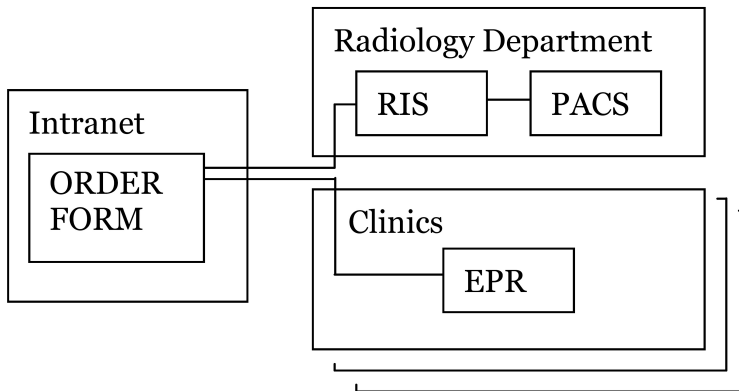 Radiology Department
RIS
PACS
Intranet
ORDER
FORM
Clinics
EPR